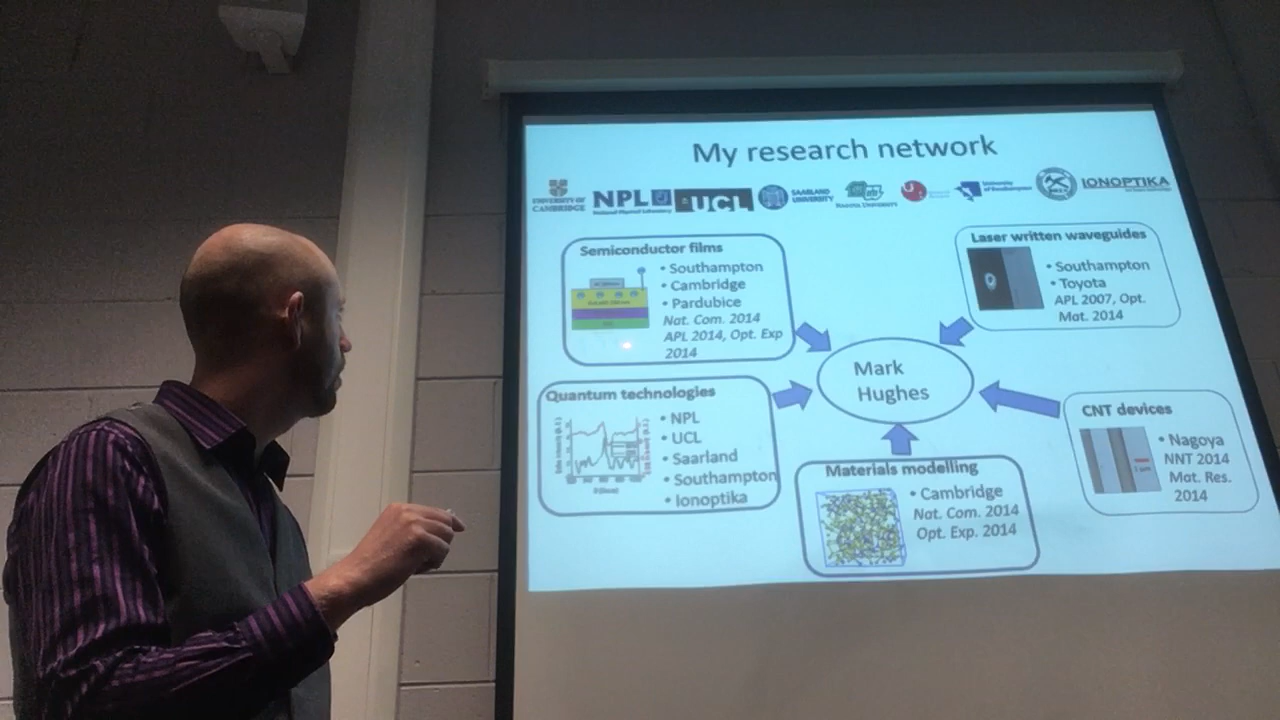 My research network
UNIVERSITY OF
CAMBRIDGE
NPL
National Physical Laboratory
UCL
SAARLAND
UNIVERSITY
NAGOYA UNIVERSITY
University
of Southampton
IONOPTIKA
Semiconductor films
• Southampton
• Cambridge
• Pardubice
Nat. Com. 2014
APL 2014, Opt. Exp
2014
Laser written waveguides
• Southampton
• Toyota
APL 2007, Opt.
Mat. 2014
Mark
Hughes
Quantum technologies
• NPL
• UCL
• Saarland
• Southampton
• Ionoptika
Materials modelling
• Cambridge
Nat. Com. 2014
Opt. Exp. 2014
CNT devices
• Nagoya
NNT 2014
Mat. Res.
2014